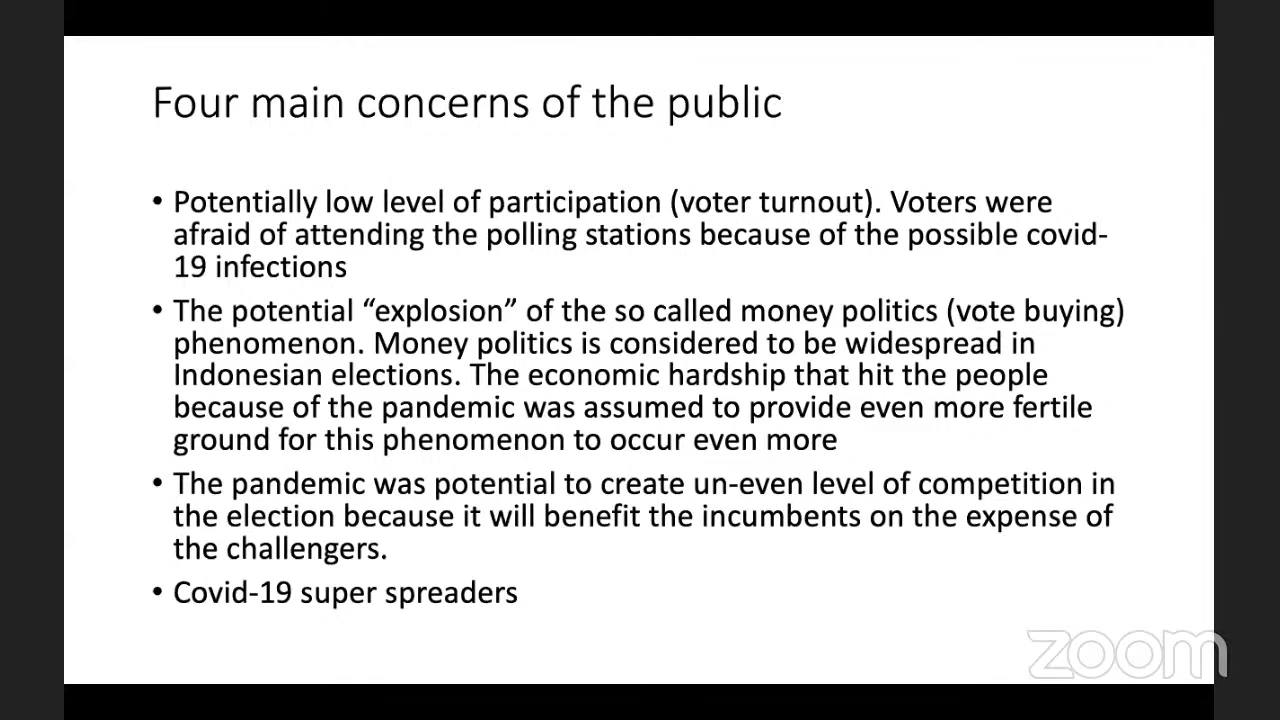 Four main concerns of the public
• Potentially low level of participation (voter turnout). Voters were
afraid of attending the polling stations because of the possible covid-
19 infections
• The potential “explosion” of the so called money politics (vote buying)
phenomenon. Money politics is considered to be widespread in
Indonesian elections. The economic hardship that hit the people
because of the pandemic was assumed to provide even more fertile
ground for this phenomenon to occur even more
• The pandemic was potential to create un-even level of competition in
the election because it will benefit the incumbents on the expense of
the challengers.
• Covid-19 super spreaders
zoom